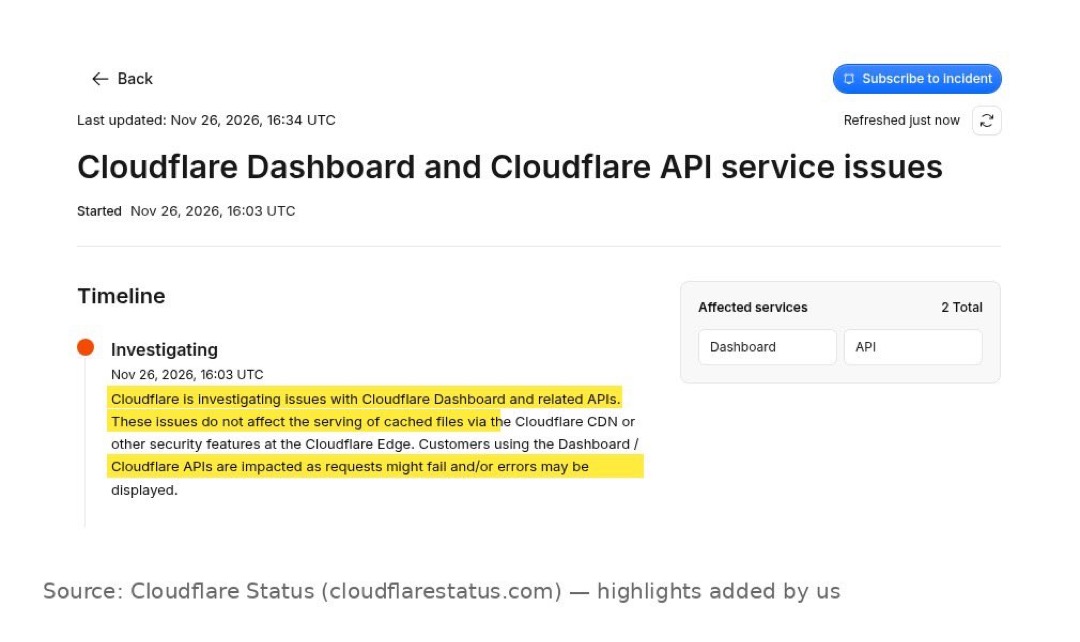 Back
Subscribe to incident
Last updated: Nov 26, 2026, 16:34 UTC
Refreshed just now
Cloudflare Dashboard and Cloudflare API service issues
Started Nov 26, 2026, 16:03 UTC
Timeline
Affected services
2 Total
Dashboard
API
Investigating
Nov 26, 2026, 16:03 UTC
Cloudflare is investigating issues with Cloudflare Dashboard and related APIs.
These issues do not affect the serving of cached files via the Cloudflare CDN or
other security features at the Cloudflare Edge. Customers using the Dashboard /
Cloudflare APIs are impacted as requests might fail and/or errors may be
displayed.
Source: Cloudflare Status (cloudflarestatus.com) — highlights added by us